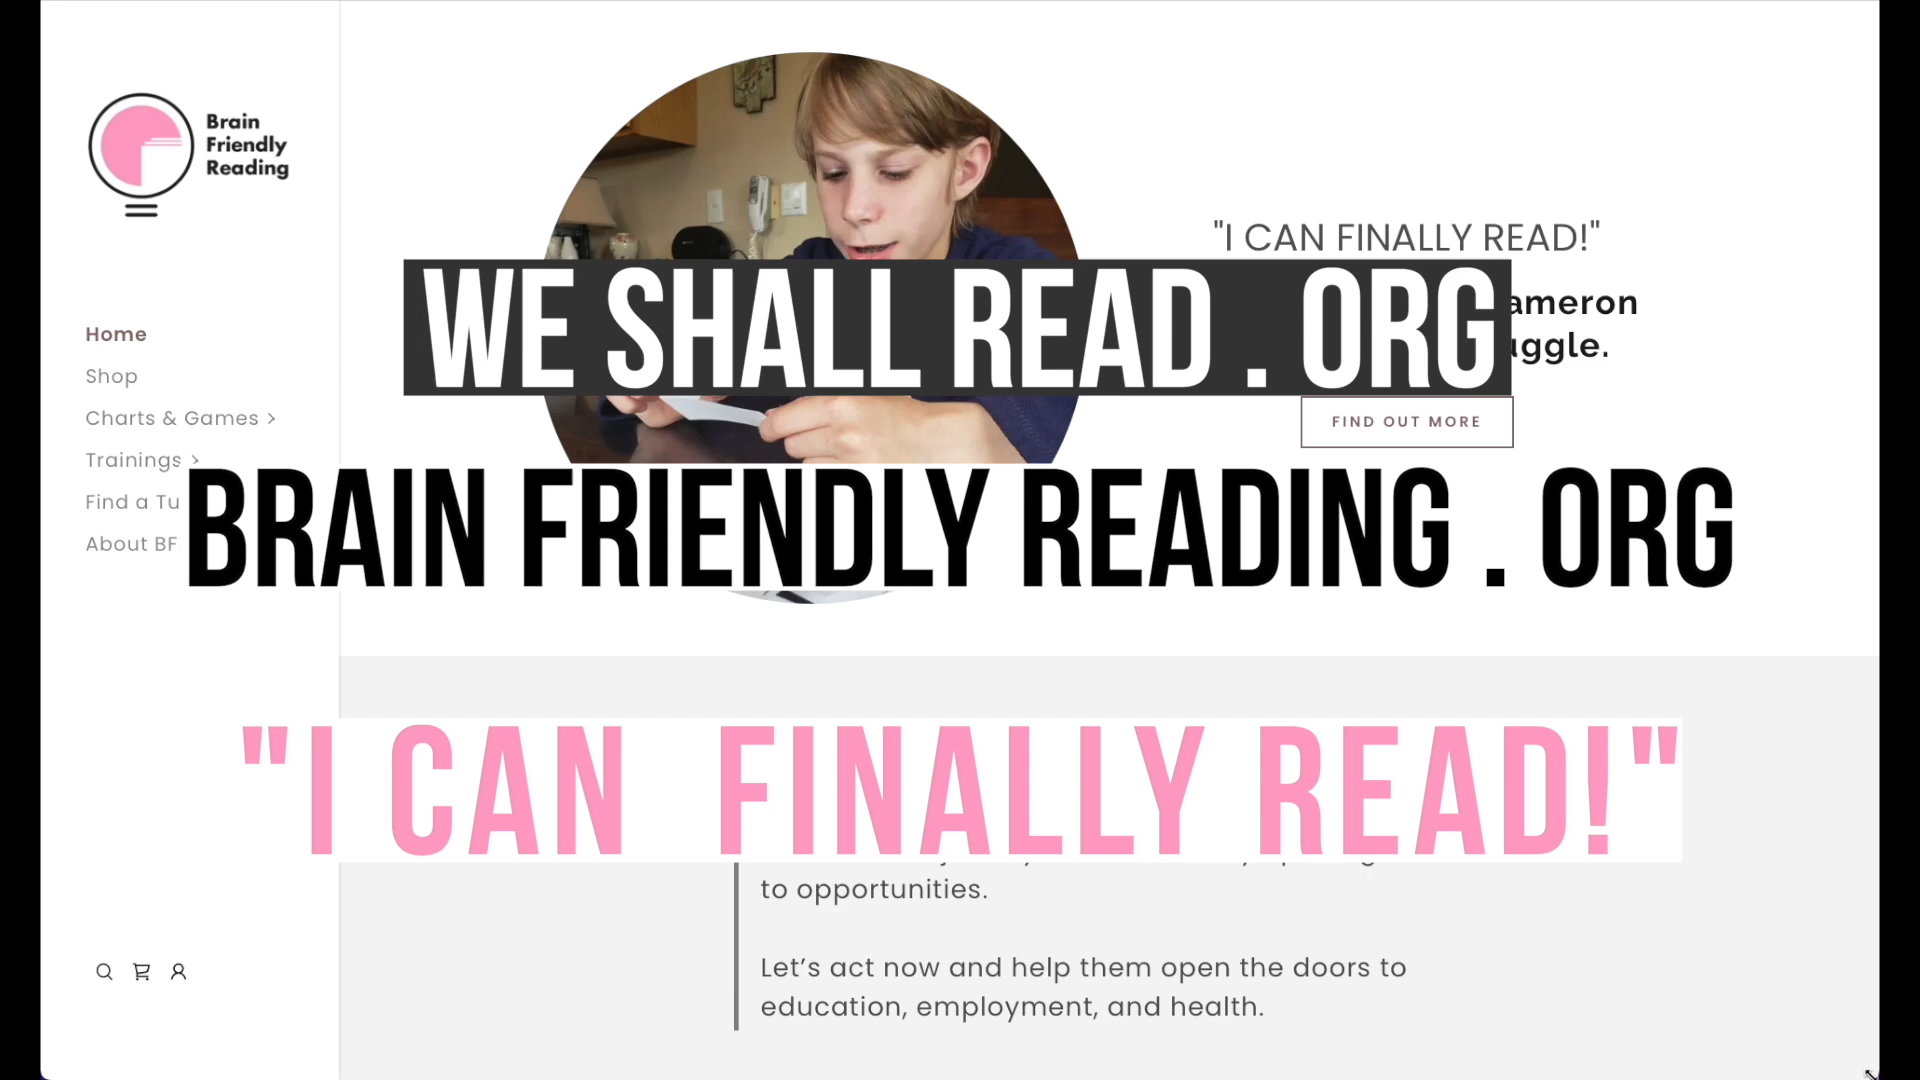 Brain
Friendly
Reading
Home
Shop
Charts & Games
Trainings
Find a Tu
About BF
"I CAN FINALLY READ!"
ameron
uggle.
FIND OUT MORE
WE SHALL READ . ORG
BRAIN FRIENDLY READING . ORG
"I CAN FINALLY READ!"
to opportunities.
Let’s act now and help them open the doors to
education, employment, and health.